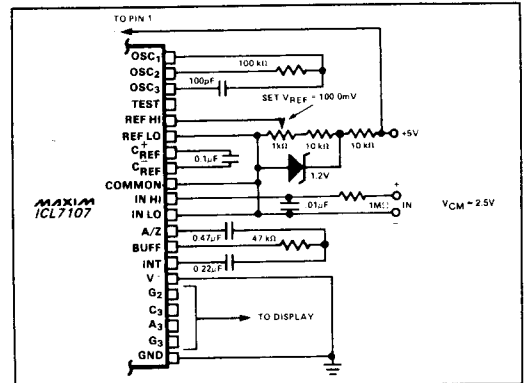 TO PIN 1
OSC1
OSC2
OSC3
TEST
REF HI
REF LO
C+REF
C−REF
COMMON
IN HI
IN LO
A/Z
BUFF
INT
V−
G2
C3
A3
G3
GND
MAXIM
ICL7107
100 kΩ
100pF
SET VREF = 100.0mV
1kΩ
10 kΩ
10 kΩ
+5V
0.1µF
1.2V
.01µF
1MΩ
+
IN
−
VCM = 2.5V
0.47µF
47 kΩ
0.22µF
TO DISPLAY